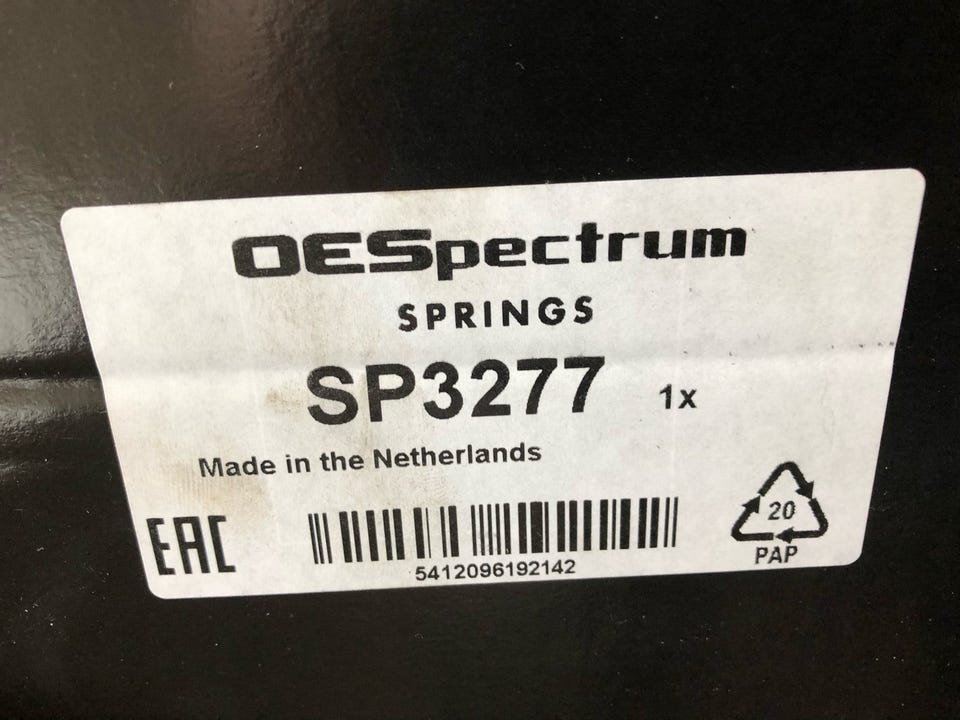 OESpectrum
SPRINGS
SP3277 1x
Made in the Netherlands
EAC
5412096192142
20
PAP